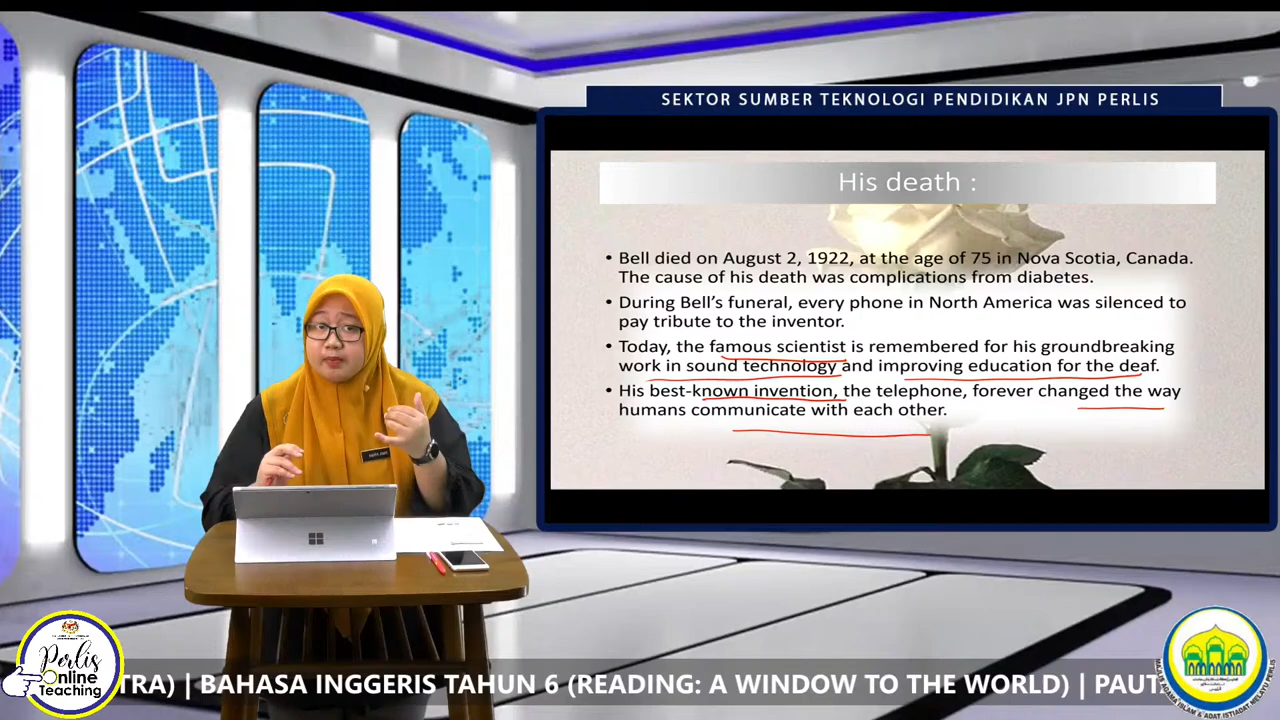 SEKTOR SUMBER TEKNOLOGI PENDIDIKAN JPN PERLIS
His death :
• Bell died on August 2, 1922, at the age of 75 in Nova Scotia, Canada.
The cause of his death was complications from diabetes.
• During Bell's funeral, every phone in North America was silenced to
pay tribute to the inventor.
• Today, the famous scientist is remembered for his groundbreaking
work in sound technology and improving education for the deaf.
• His best-known invention, the telephone, forever changed the way
humans communicate with each other.
Perlis
Online
Teaching
TRA) | BAHASA INGGERIS TAHUN 6 (READING: A WINDOW TO THE WORLD) | PAUT